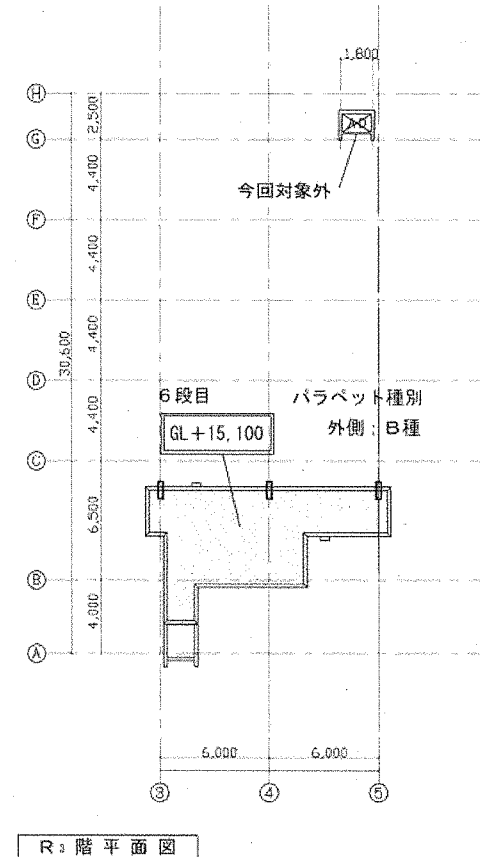 1,800
H
2,500
G
4,400
今回対象外
F
4,400
E
4,400
30,600
D
4,400
6段目
パラペット種別
GL+15,100
外側:B種
C
6,500
B
4,000
A
6,000
6,000
③
④
⑤
R3階平面図